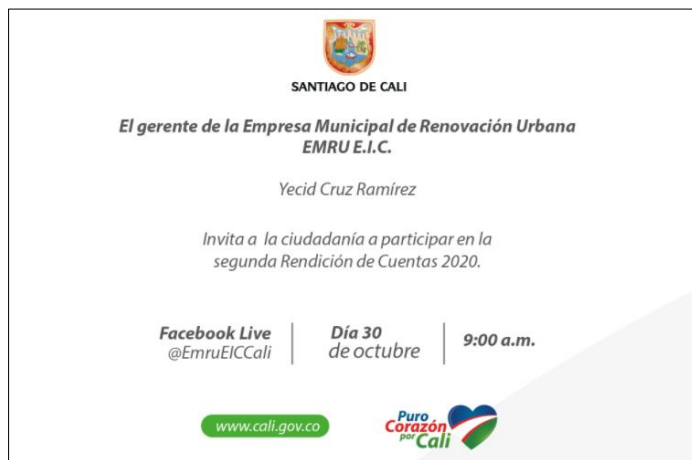 SANTIAGO DE CALI
El gerente de la Empresa Municipal de Renovación Urbana
EMRU E.I.C.
Yecid Cruz Ramírez
Invita a la ciudadanía a participar en la
segunda Rendición de Cuentas 2020.
Facebook Live
@EmruEICCali
Día 30
de octubre
9:00 a.m.
www.cali.gov.co
Puro
Corazón
por Cali